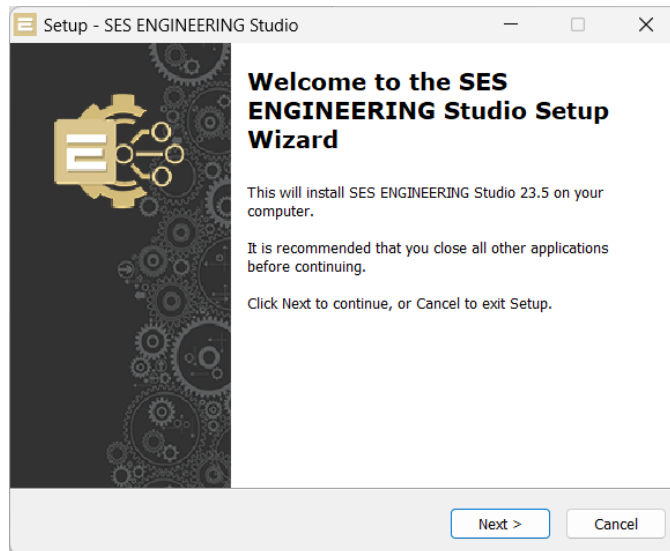 Setup - SES ENGINEERING Studio
Welcome to the SES
ENGINEERING Studio Setup
Wizard
This will install SES ENGINEERING Studio 23.5 on your
computer.
It is recommended that you close all other applications
before continuing.
Click Next to continue, or Cancel to exit Setup.
Next >
Cancel